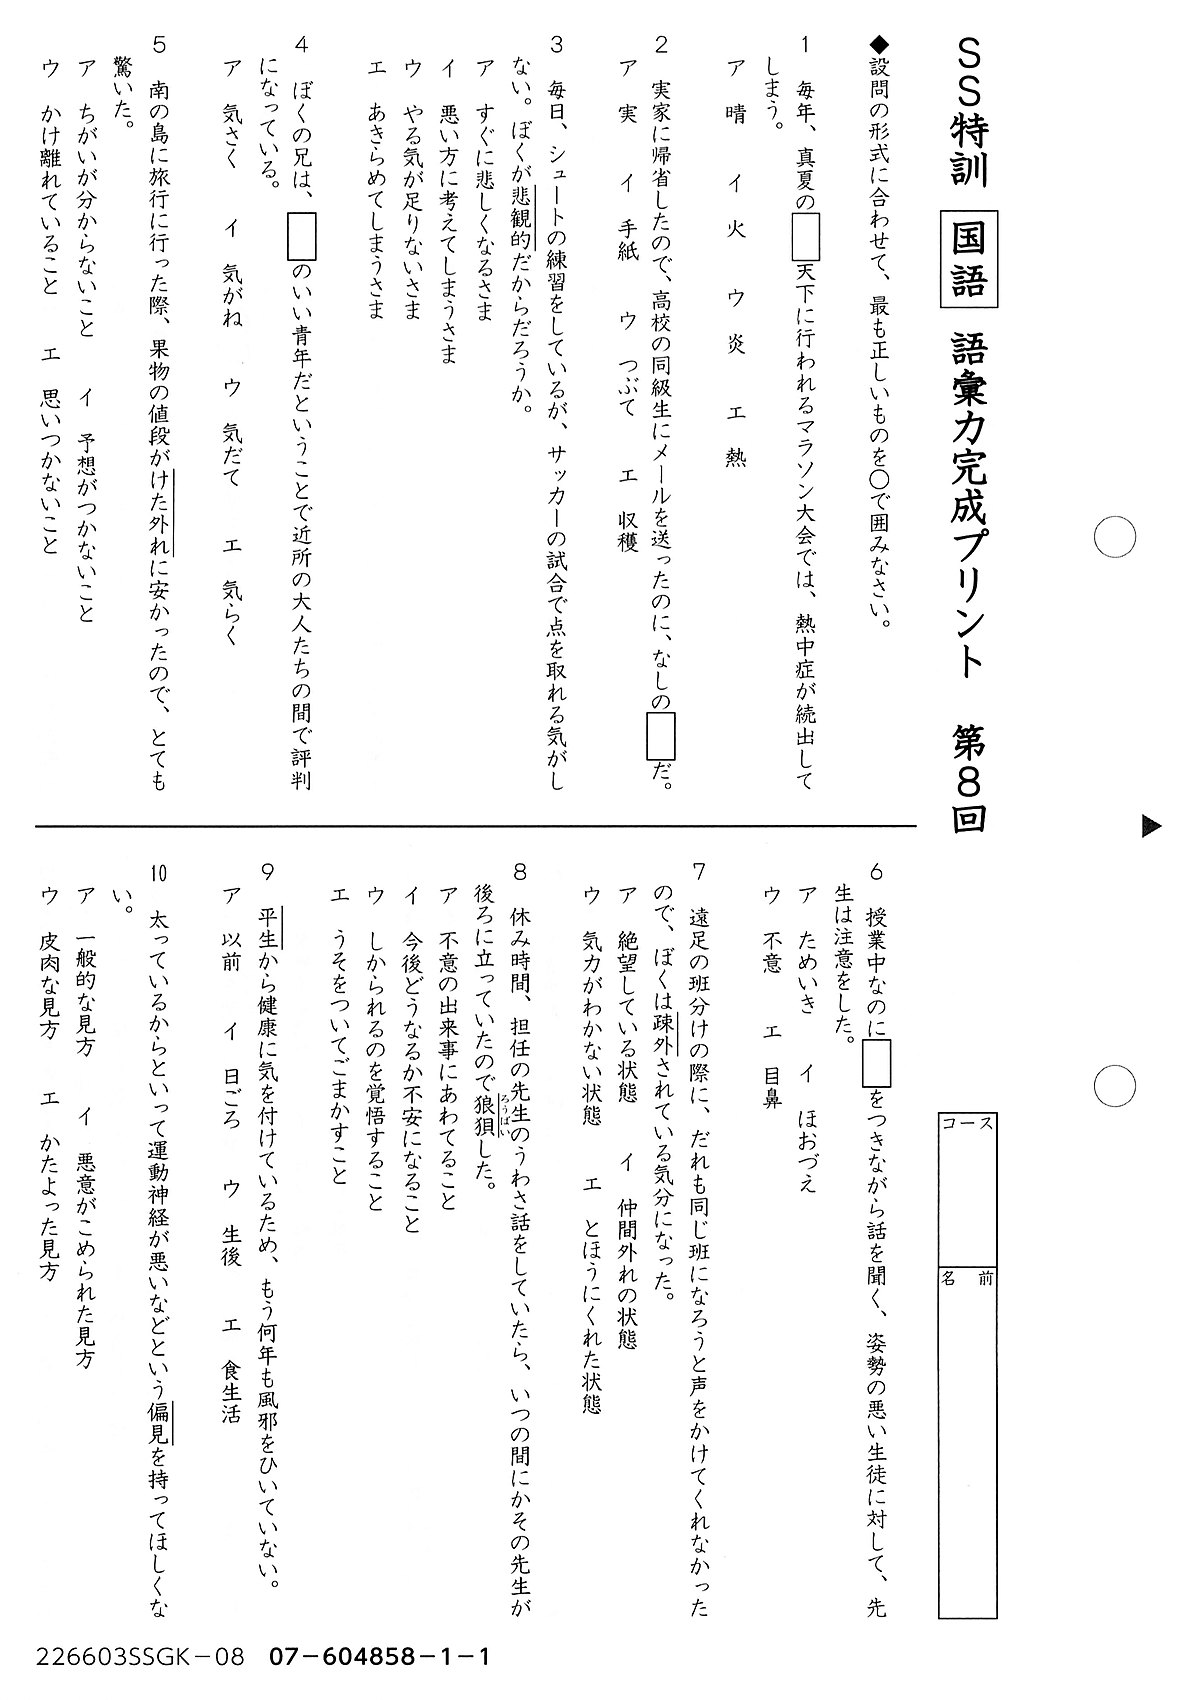 SS特訓 国語 語彙力完成プリント 第8回
コース
名前
◆設問の形式に合わせて、最も正しいものを○で囲みなさい。
1 毎年、真夏の□天下に行われるマラソン大会では、熱中症が続出して
しまう。
ア 晴 イ 火 ウ 炎 エ 熱
2 実家に帰省したので、高校の同級生にメールを送ったのに、なしの□だ。
ア 実 イ 手紙 ウ つぶて エ 収穫
3 毎日、シュートの練習をしているが、サッカーの試合で点を取れる気がし
ない。ぼくが悲観的だからだろうか。
ア すぐに悲しくなるさま
イ 悪い方に考えてしまうさま
ウ やる気が足りないさま
エ あきらめてしまうさま
4 ぼくの兄は、□のいい青年だということで近所の大人たちの間で評判
になっている。
ア 気さく イ 気がね ウ 気だて エ 気らく
5 南の島に旅行に行った際、果物の値段がけた外れに安かったので、とても
驚いた。
ア ちがいが分からないこと イ 予想がつかないこと
ウ かけ離れていること エ 思いつかないこと
6 授業中なのに□をつきながら話を聞く、姿勢の悪い生徒に対して、先
生は注意をした。
ア ためいき イ ほおづえ
ウ 不意 エ 目鼻
7 遠足の班分けの際に、だれも同じ班になろうと声をかけてくれなかった
ので、ぼくは疎外されている気分になった。
ア 絶望している状態 イ 仲間外れの状態
ウ 気力がわかない状態 エ とほうにくれた状態
8 休み時間、担任の先生のうわさ話をしていたら、いつの間にかその先生が
後ろに立っていたので狼狽した。
ろうばい
ア 不意の出来事にあわてること
イ 今後どうなるか不安になること
ウ しかられるのを覚悟すること
エ うそをついてごまかすこと
9 平生から健康に気を付けているため、もう何年も風邪をひいていない。
ア 以前 イ 日ごろ ウ 生後 エ 食生活
10 太っているからといって運動神経が悪いなどという偏見を持ってほしくな
い。
ア 一般的な見方 イ 悪意がこめられた見方
ウ 皮肉な見方 エ かたよった見方
226603SSGK－08 07－604858－1－1